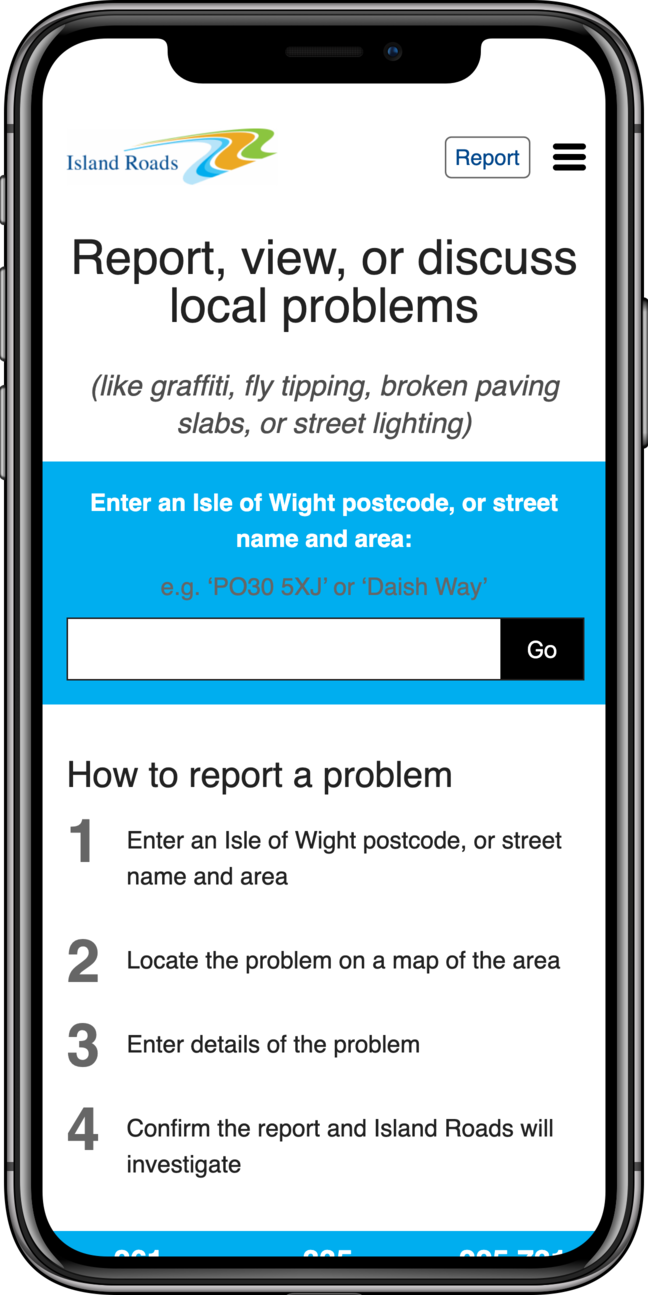 Island Roads
Report
Report, view, or discuss
local problems
(like graffiti, fly tipping, broken paving
slabs, or street lighting)
Enter an Isle of Wight postcode, or street
name and area:
e.g. ‘PO30 5XJ’ or ‘Daish Way’
Go
How to report a problem
1 Enter an Isle of Wight postcode, or street
name and area
2 Locate the problem on a map of the area
3 Enter details of the problem
4 Confirm the report and Island Roads will
investigate